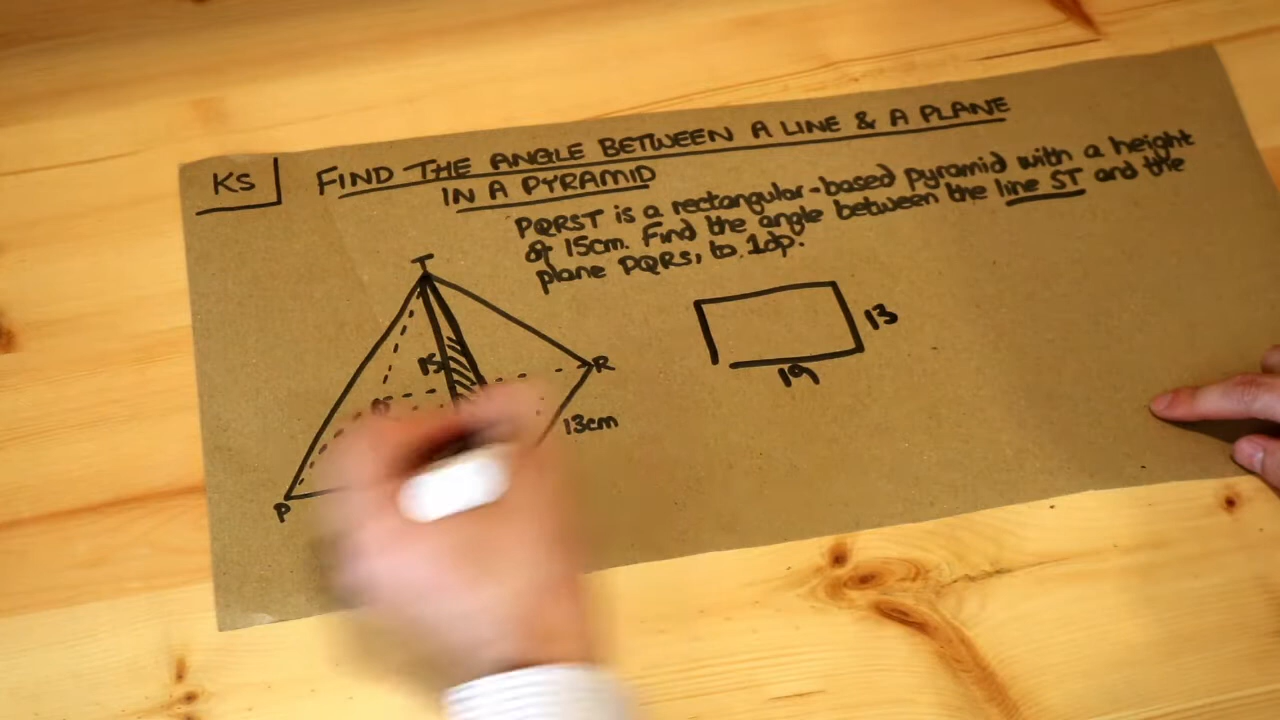 KS
FIND THE ANGLE BETWEEN A LINE & A PLANE
IN A PYRAMID
PQRST is a rectangular-based pyramid with a height
of 15cm. Find the angle between the line ST and the
plane PQRS, to 1dp.
T
15
R
13cm
P
13
19